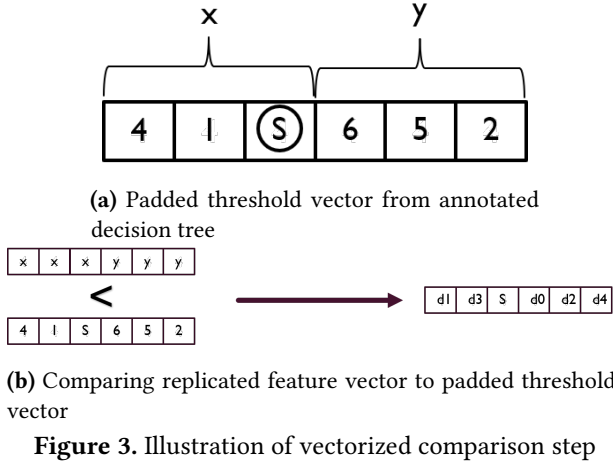 x y
4 1 S 6 5 2
(a) Padded threshold vector from annotated
decision tree
x x x y y y
<
4 1 S 6 5 2
d1 d3 S d0 d2 d4
(b) Comparing replicated feature vector to padded threshold
vector
Figure 3. Illustration of vectorized comparison step